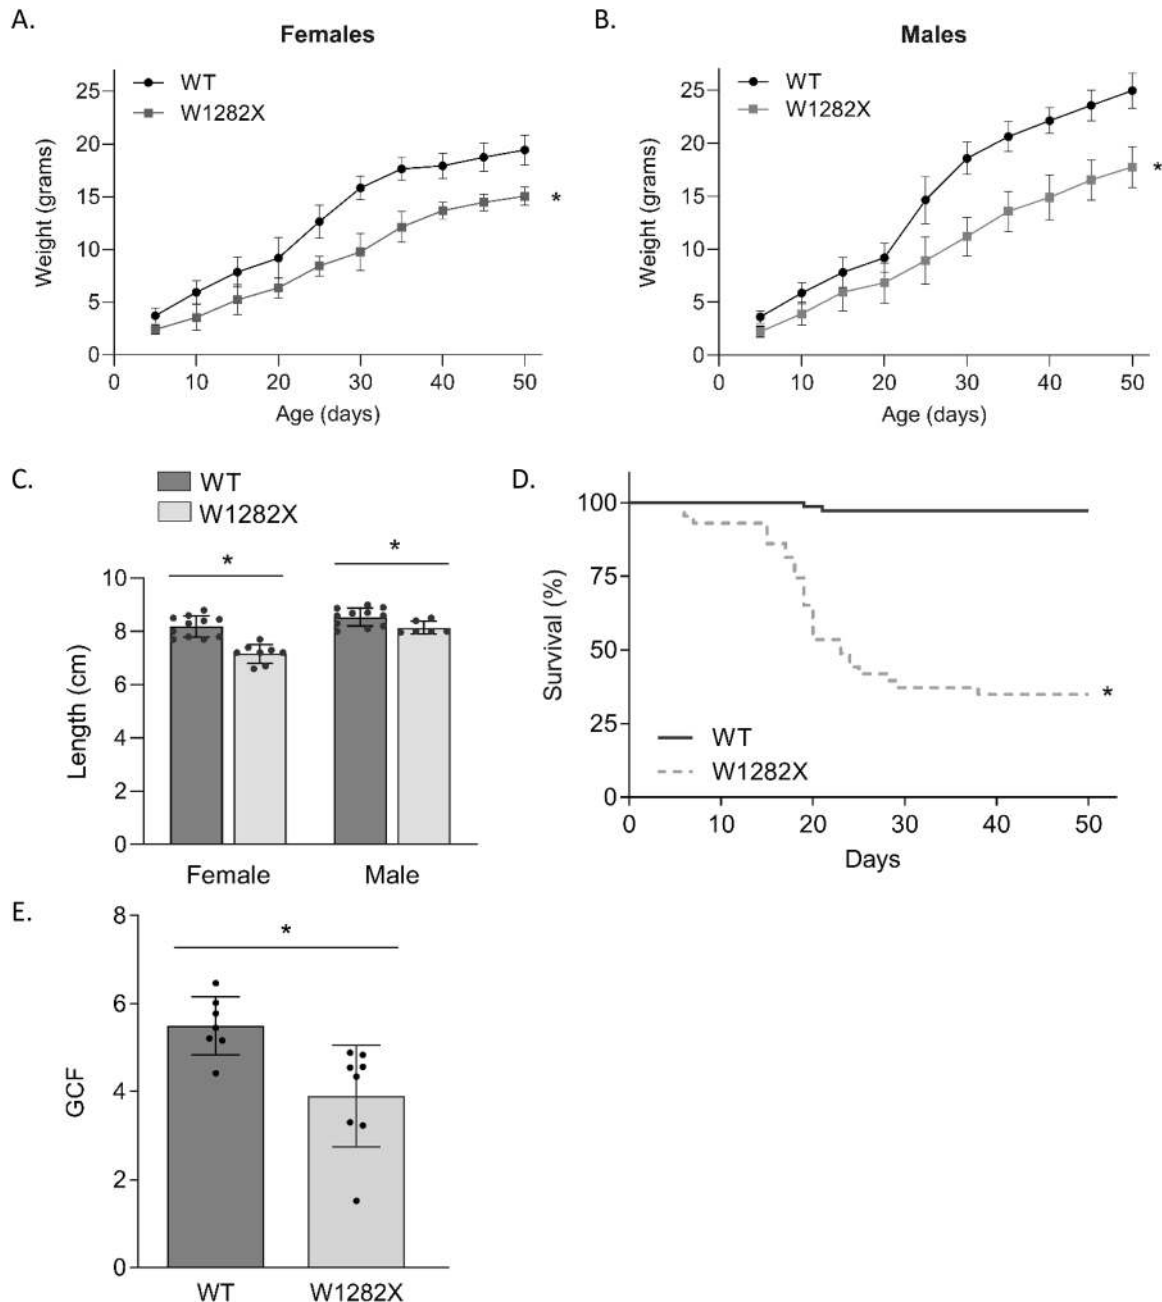 A.
Females
WT
W1282X
25
20
15
10
5
0
Weight (grams)
*
0 10 20 30 40 50
Age (days)
B.
Males
WT
W1282X
25
20
15
10
5
0
Weight (grams)
*
0 10 20 30 40 50
Age (days)
C.
WT
W1282X
* *
10
8
6
4
2
0
Length (cm)
Female Male
D.
100
75
50
25
0
Survival (%)
*
WT
W1282X
0 10 20 30 40 50
Days
E.
*
8
6
4
2
0
GCF
WT W1282X